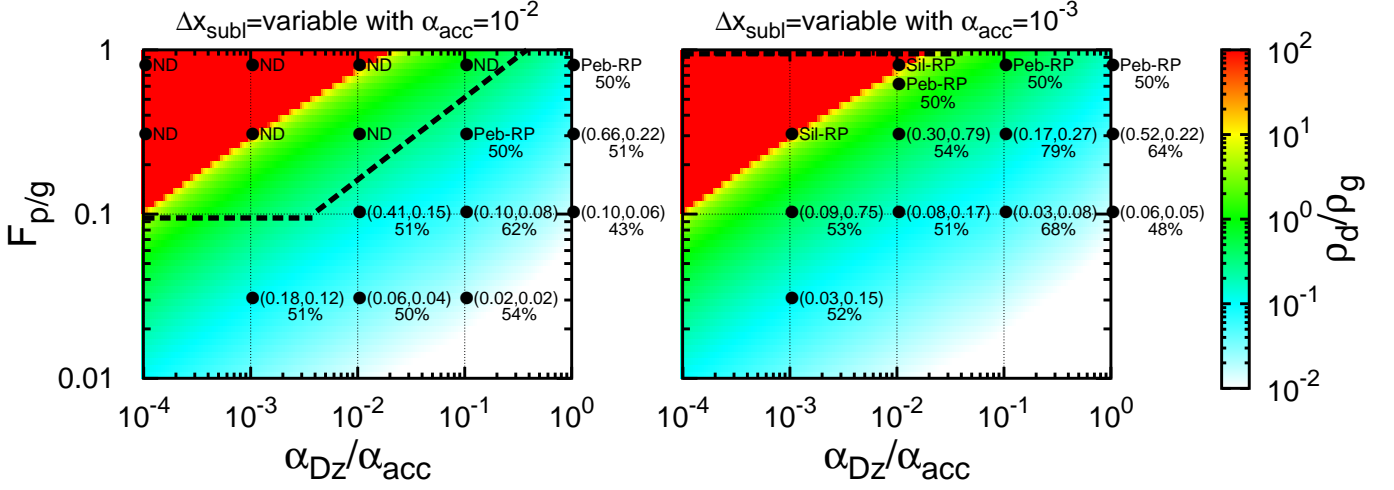 Δx_subl=variable with α_acc=10^-2
Δx_subl=variable with α_acc=10^-3
F_p/g
1
0.1
0.01
ND
ND
ND
ND
Peb-RP
50%
ND
ND
ND
Peb-RP
50%
(0.66,0.22)
51%
(0.41,0.15)
51%
(0.10,0.08)
62%
(0.10,0.06)
43%
(0.18,0.12)
51%
(0.06,0.04)
50%
(0.02,0.02)
54%
10^-4
10^-3
10^-2
10^-1
10^0
α_Dz/α_acc
Sil-RP
Peb-RP
50%
Peb-RP
50%
Peb-RP
50%
Sil-RP
(0.30,0.79)
54%
(0.17,0.27)
79%
(0.52,0.22)
64%
(0.09,0.75)
53%
(0.08,0.17)
51%
(0.03,0.08)
68%
(0.06,0.05)
48%
(0.03,0.15)
52%
10^-4
10^-3
10^-2
10^-1
10^0
α_Dz/α_acc
10^2
10^1
10^0
10^-1
10^-2
ρ_d/ρ_g